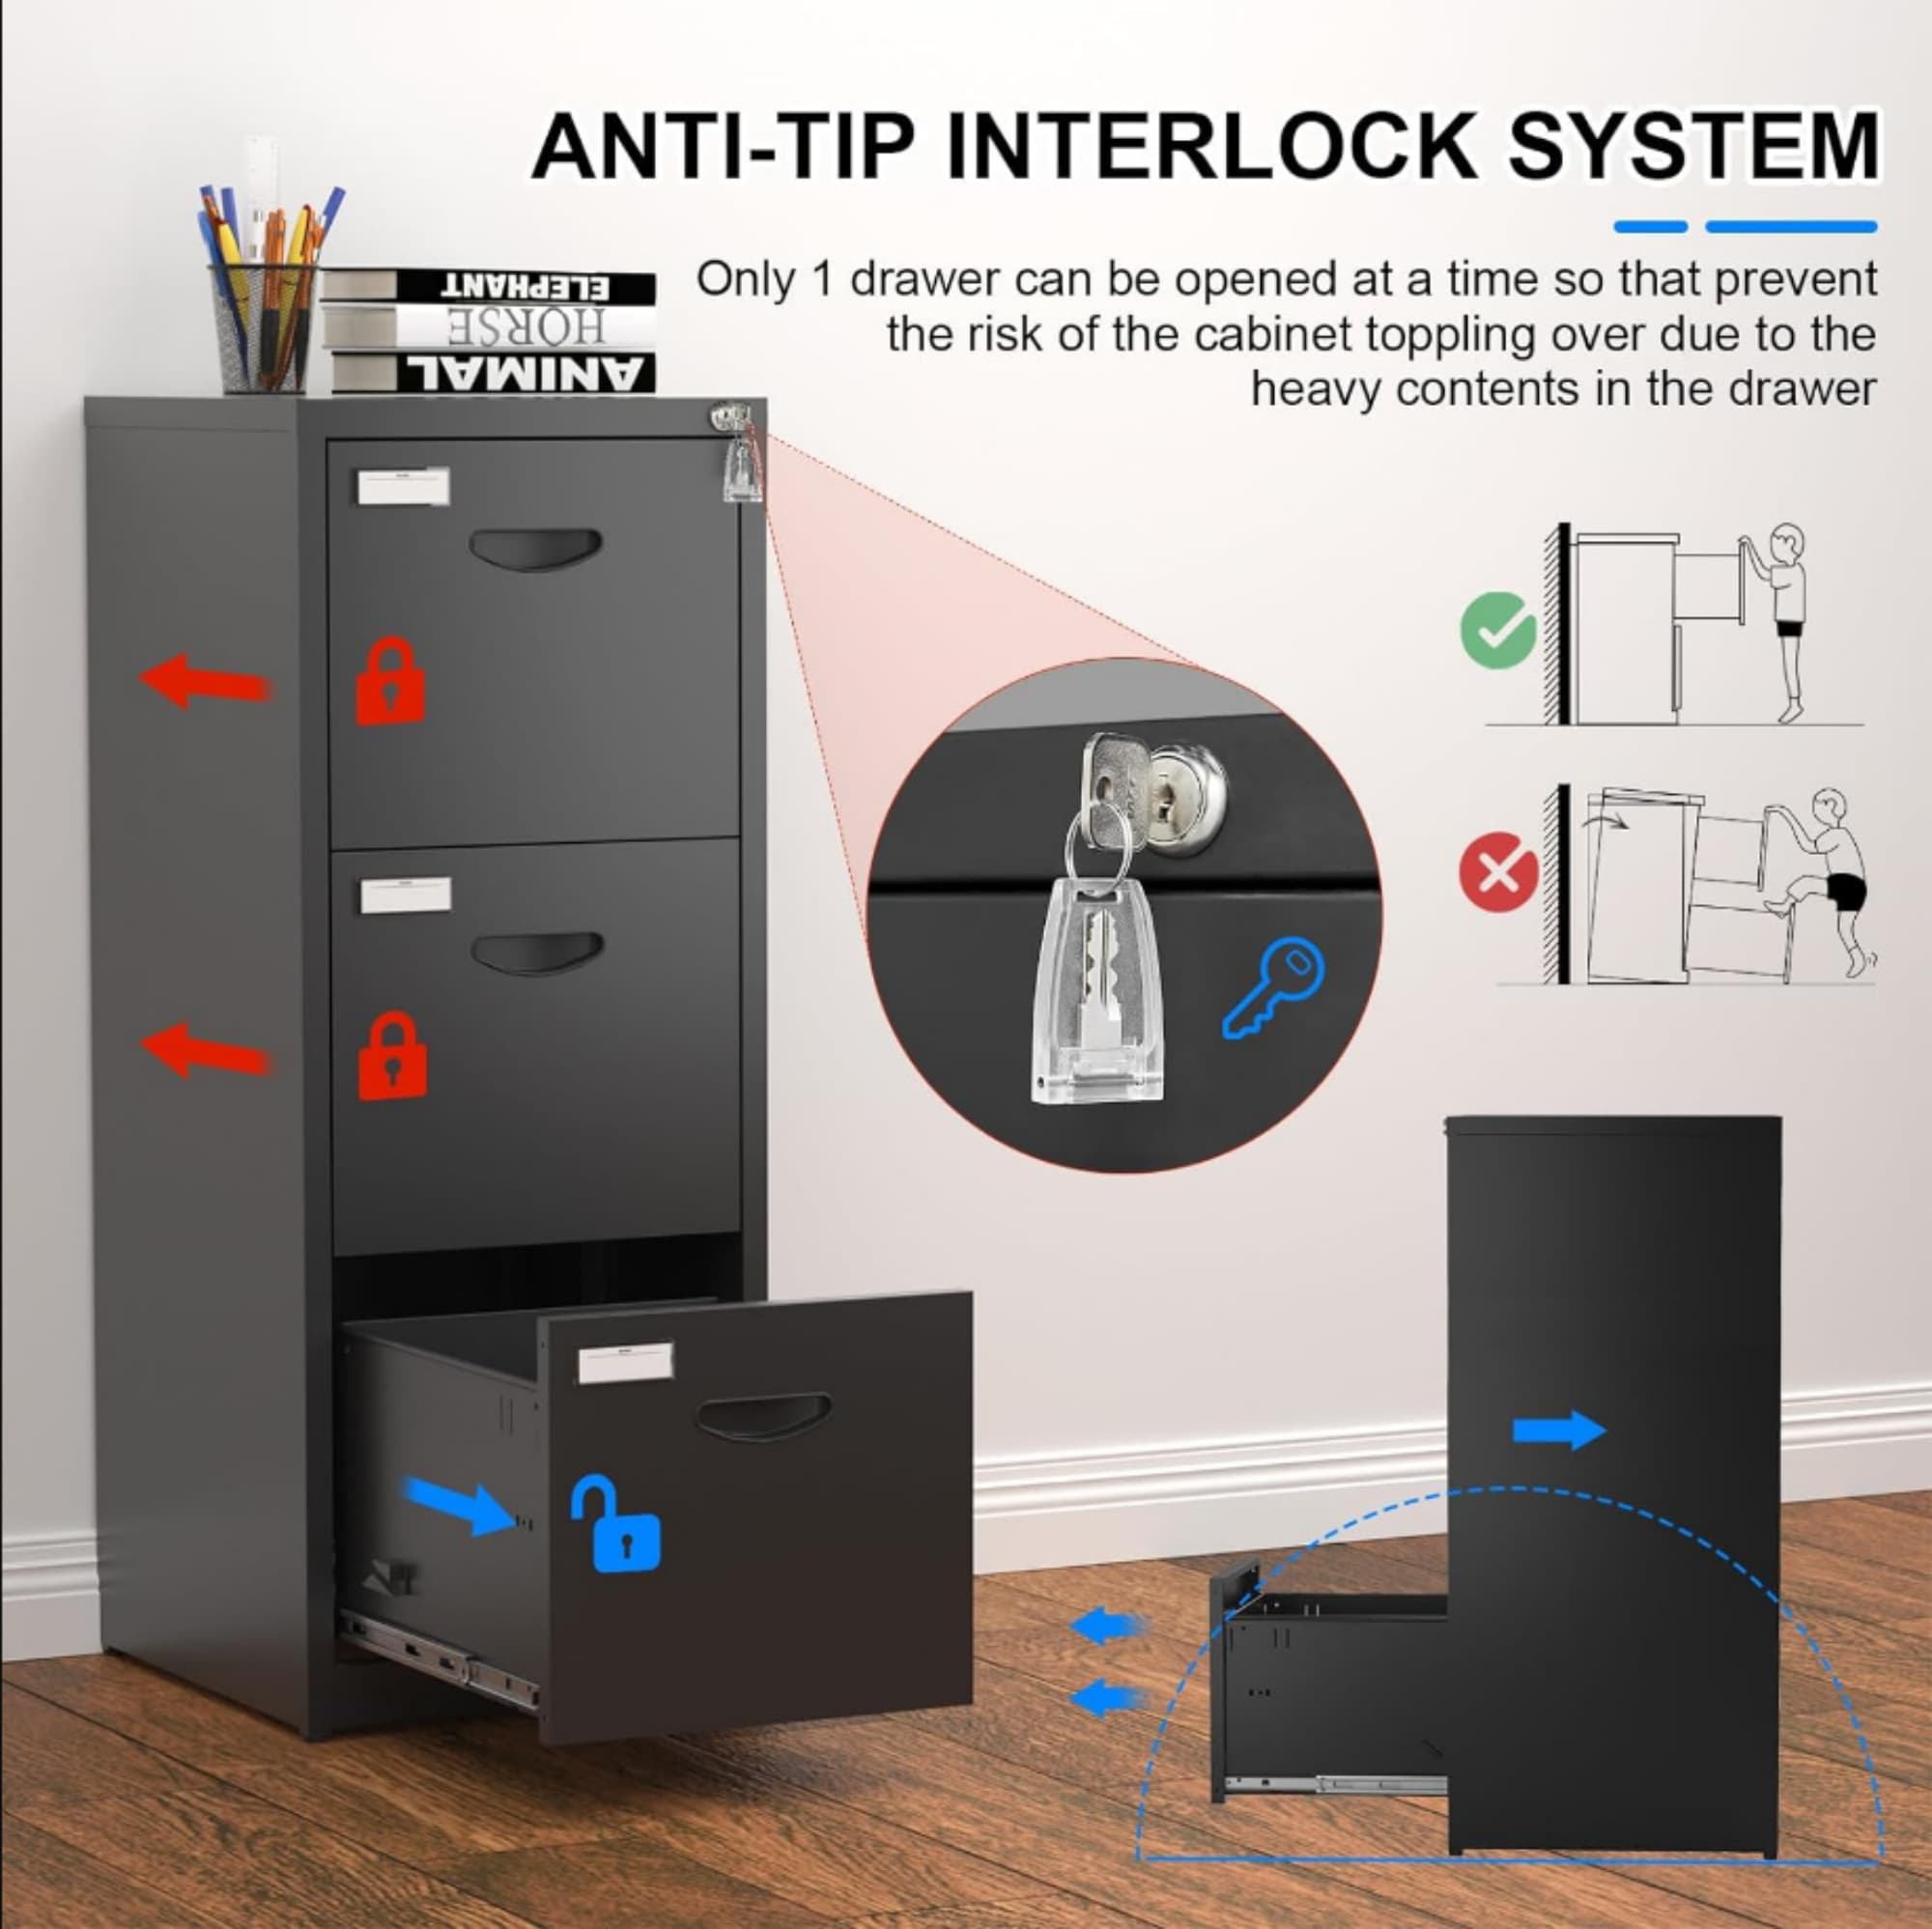 ANTI-TIP INTERLOCK SYSTEM
Only 1 drawer can be opened at a time so that prevent
the risk of the cabinet toppling over due to the
heavy contents in the drawer
ELEPHANT
HORSE
ANIMAL